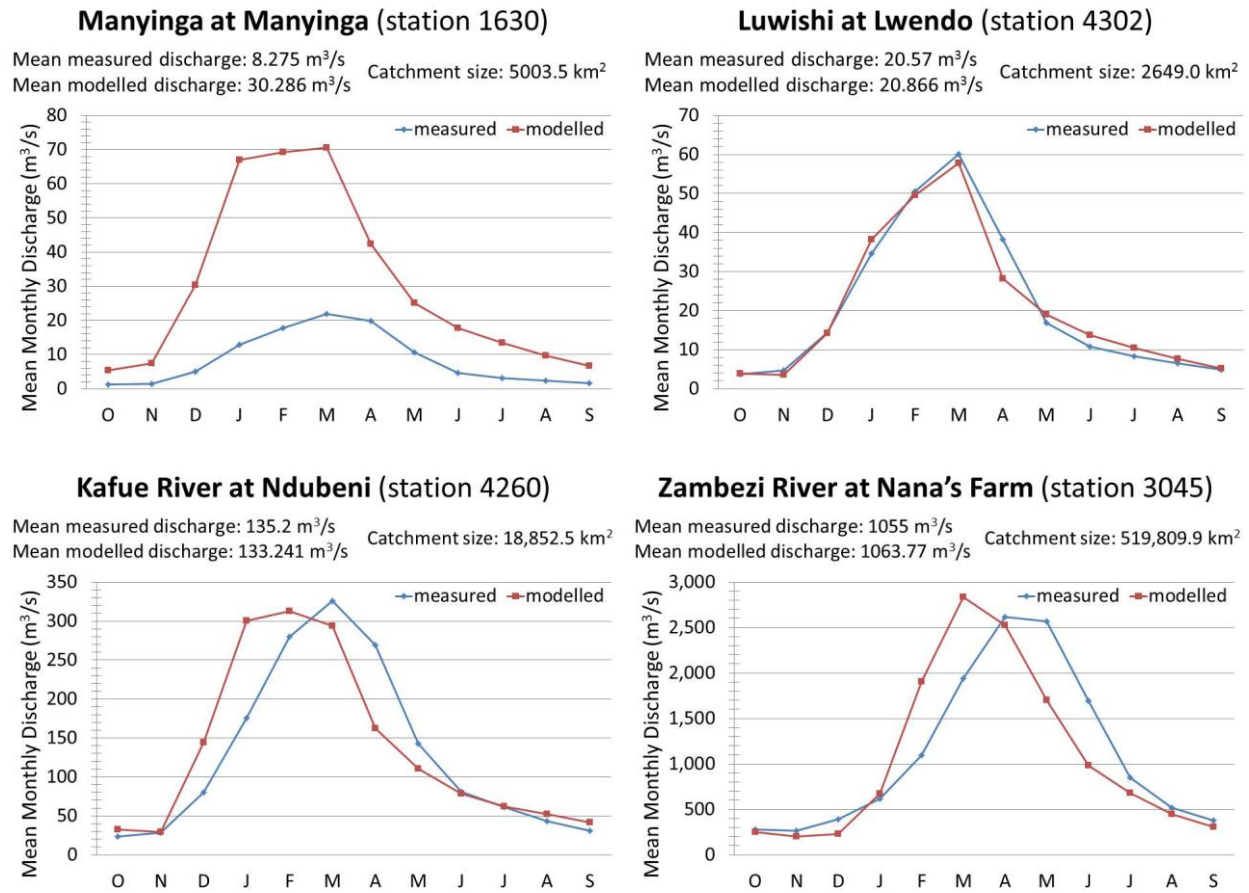 Manyinga at Manyinga (station 1630)
Mean measured discharge: 8.275 m³/s
Mean modelled discharge: 30.286 m³/s
Catchment size: 5003.5 km²
Mean Monthly Discharge (m³/s)
80
70
60
50
40
30
20
10
0
measured modelled
O N D J F M A M J J A S
Luwishi at Lwendo (station 4302)
Mean measured discharge: 20.57 m³/s
Mean modelled discharge: 20.866 m³/s
Catchment size: 2649.0 km²
Mean Monthly Discharge (m³/s)
70
60
50
40
30
20
10
0
measured modelled
O N D J F M A M J J A S
Kafue River at Ndubeni (station 4260)
Mean measured discharge: 135.2 m³/s
Mean modelled discharge: 133.241 m³/s
Catchment size: 18,852.5 km²
Mean Monthly Discharge (m³/s)
350
300
250
200
150
100
50
0
measured modelled
O N D J F M A M J J A S
Zambezi River at Nana’s Farm (station 3045)
Mean measured discharge: 1055 m³/s
Mean modelled discharge: 1063.77 m³/s
Catchment size: 519,809.9 km²
Mean Monthly Discharge (m³/s)
3,000
2,500
2,000
1,500
1,000
500
0
measured modelled
O N D J F M A M J J A S